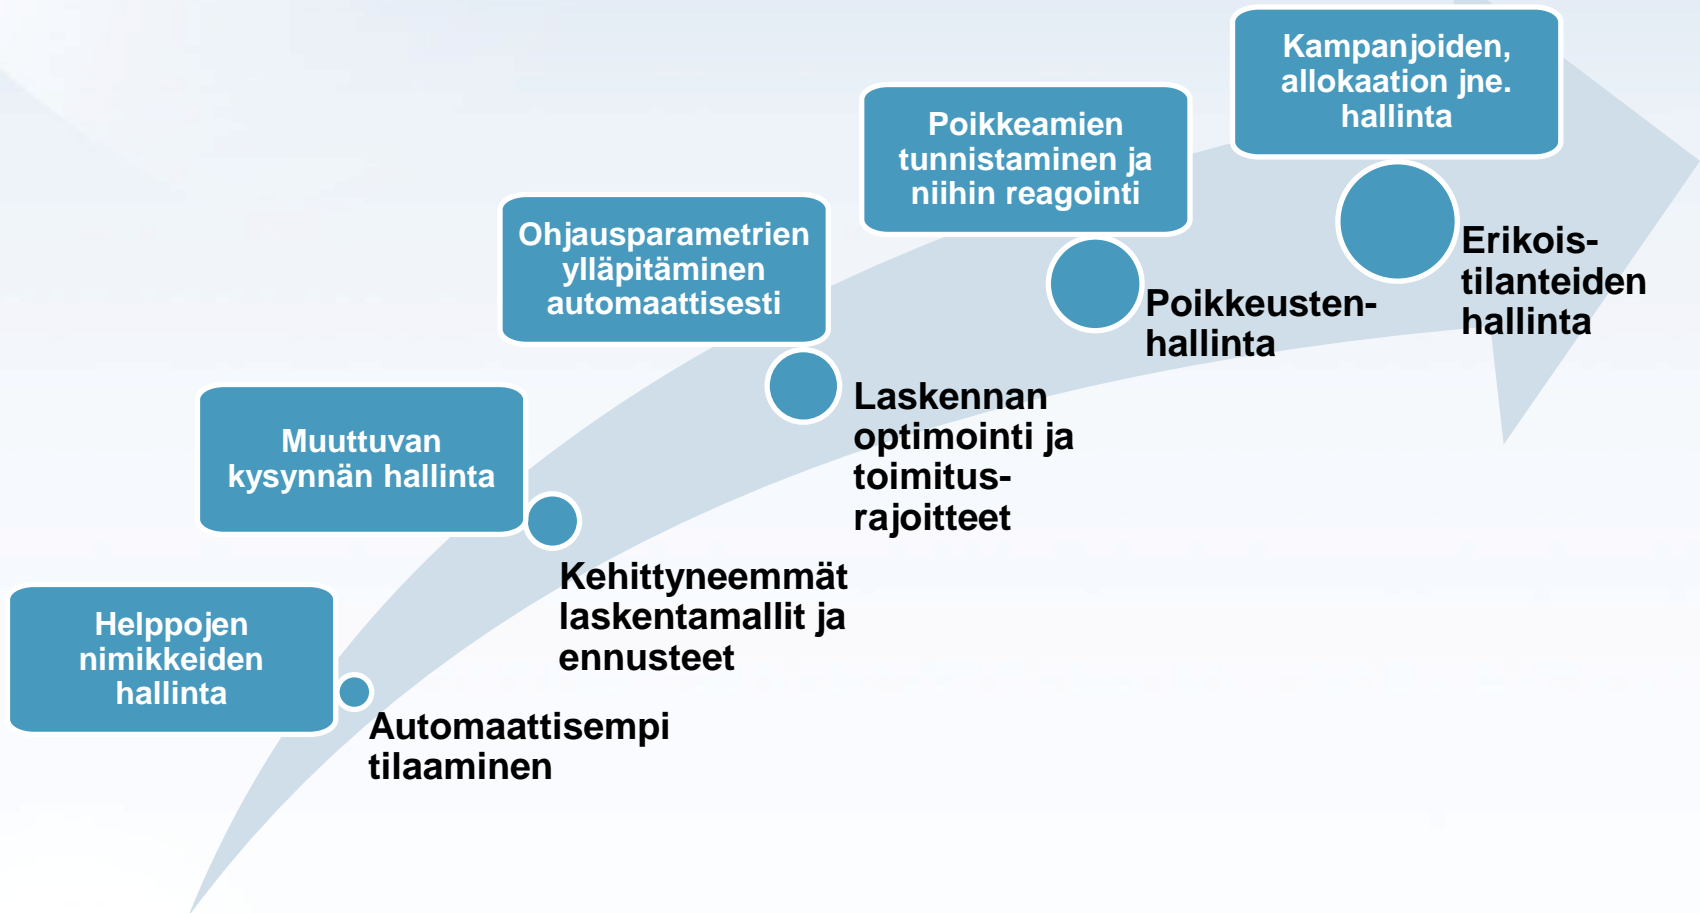 Helppojen
nimikkeiden
hallinta
Automaattisempi
tilaaminen
Muuttuvan
kysynnän hallinta
Kehittyneemmät
laskentamallit ja
ennusteet
Ohjausparametrien
ylläpitäminen
automaattisesti
Laskennan
optimointi ja
toimitus-
rajoitteet
Poikkeamien
tunnistaminen ja
niihin reagointi
Poikkeusten-
hallinta
Kampanjoiden,
allokaation jne.
hallinta
Erikois-
tilanteiden
hallinta